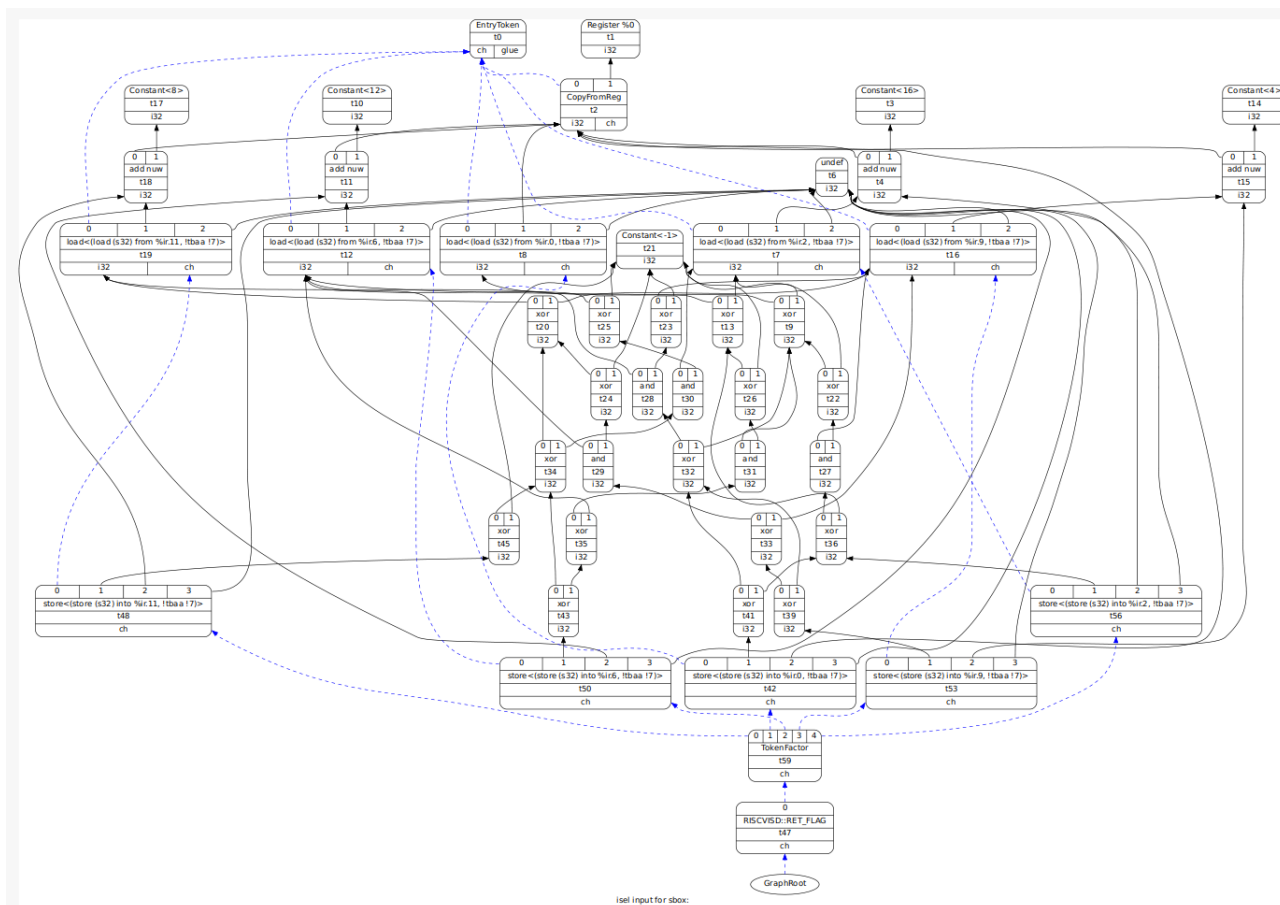 EntryToken
t0
ch glue
Register %0
t1
i32
Constant<8>
t17
i32
Constant<12>
t10
i32
0 1
CopyFromReg
t2
i32 ch
Constant<16>
t3
i32
Constant<4>
t14
i32
0 1
add nuw
t18
i32
0 1
add nuw
t11
i32
undef
t6
i32
0 1
add nuw
t4
i32
0 1
add nuw
t15
i32
0 1 2
load<(load (s32) from %ir.11, !tbaa !7)>
t19
i32 ch
0 1 2
load<(load (s32) from %ir.6, !tbaa !7)>
t12
i32 ch
0 1 2
load<(load (s32) from %ir.0, !tbaa !7)>
t8
i32 ch
Constant<-1>
t21
i32
0 1 2
load<(load (s32) from %ir.2, !tbaa !7)>
t7
i32 ch
0 1 2
load<(load (s32) from %ir.9, !tbaa !7)>
t16
i32 ch
0 1
xor
t20
i32
0 1
xor
t25
i32
0 1
xor
t23
i32
0 1
xor
t13
i32
0 1
xor
t9
i32
0 1
xor
t24
i32
0 1
and
t28
i32
0 1
and
t30
i32
0 1
xor
t26
i32
0 1
xor
t22
i32
0 1
xor
t34
i32
0 1
and
t29
i32
0 1
xor
t32
i32
0 1
and
t31
i32
0 1
and
t27
i32
0 1
xor
t45
i32
0 1
xor
t35
i32
0 1
xor
t33
i32
0 1
xor
t36
i32
0 1 2 3
store<(store (s32) into %ir.11, !tbaa !7)>
t48
ch
0 1
xor
t43
i32
0 1
xor
t41
i32
0 1
xor
t39
i32
0 1 2 3
store<(store (s32) into %ir.2, !tbaa !7)>
t56
ch
0 1 2 3
store<(store (s32) into %ir.6, !tbaa !7)>
t50
ch
0 1 2 3
store<(store (s32) into %ir.0, !tbaa !7)>
t42
ch
0 1 2 3
store<(store (s32) into %ir.9, !tbaa !7)>
t53
ch
0 1 2 3 4
TokenFactor
t59
ch
0
RISCVISD::RET_FLAG
t47
ch
GraphRoot
isel input for sbox: